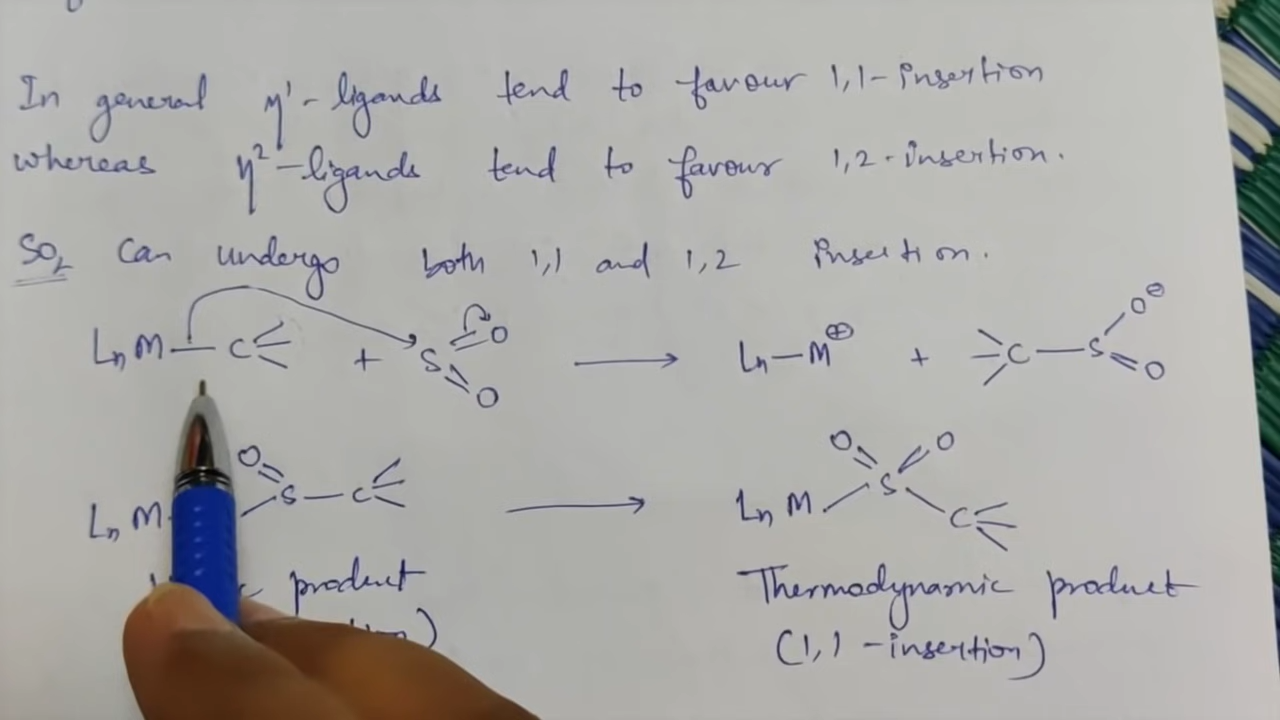 In general η¹-ligands tend to favour 1,1-insertion
whereas η²-ligands tend to favour 1,2-insertion.
SO₂ can undergo both 1,1 and 1,2 insertion.
LₙM—C + S O O → Lₙ—M⊕ + C—S O⊖ O
LₙM O S—C → LₙM S O O C
product Thermodynamic product
(1,1-insertion)